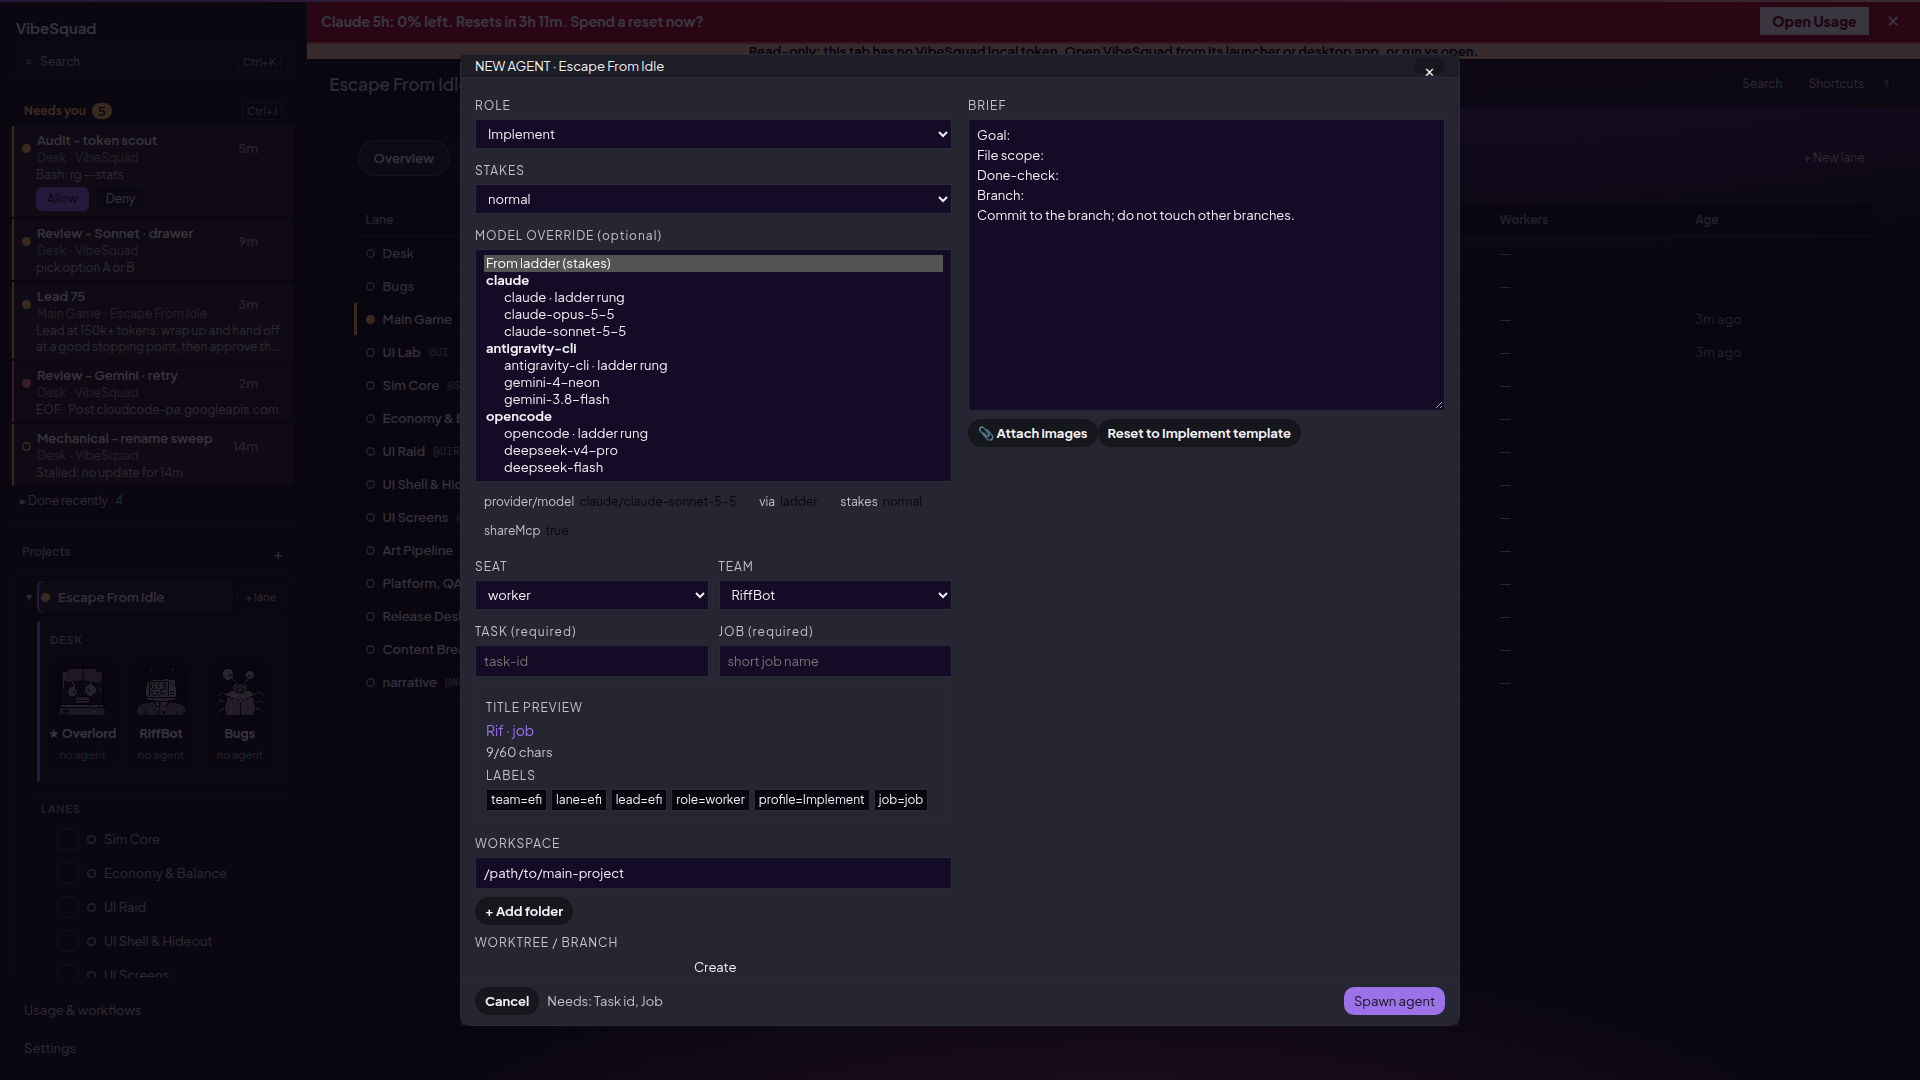 VibeSquad
Search
Ctrl+K
Needs you 5
Ctrl+J
Audit - token scout
5m
Desk · VibeSquad
Bash: rg --stats
Allow
Deny
Review - Sonnet · drawer
9m
Desk · VibeSquad
pick option A or B
Lead 75
3m
Main Game · Escape From Idle
Lead at 150k+ tokens: wrap up and hand off
at a good stopping point, then approve th...
Review - Gemini · retry
2m
Desk · VibeSquad
EOF · Post cloudcode-pa.googleapis.com
Mechanical - rename sweep
14m
Desk · VibeSquad
Stalled: no update for 14m
▸ Done recently · 4
Projects
+
▼ Escape From Idle
+ lane
DESK
★ Overlord
no agent
RiffBot
no agent
Bugs
no agent
LANES
Sim Core
Economy & Balance
UI Raid
UI Shell & Hideout
UI Screens
Usage & workflows
Settings
Claude 5h: 0% left. Resets in 3h 11m. Spend a reset now?
Open Usage
×
Read-only: this tab has no VibeSquad local token. Open VibeSquad from its launcher or desktop app, or run vs open.
Escape From Idl
Search
Shortcuts
?
Overview
+ New lane
Lane
Workers
Age
Desk
—
Bugs
—
Main Game
—
3m ago
UI Lab @UI
—
3m ago
Sim Core @S
—
Economy & B
—
UI Raid @UIR
—
UI Shell & Hid
—
UI Screens
—
Art Pipeline
—
Platform, QA
—
Release Desk
—
Content Brea
—
narrative @NA
—
NEW AGENT · Escape From Idle
×
ROLE
Implement
STAKES
normal
MODEL OVERRIDE (optional)
From ladder (stakes)
claude
claude · ladder rung
claude-opus-5-5
claude-sonnet-5-5
antigravity-cli
antigravity-cli · ladder rung
gemini-4-neon
gemini-3.8-flash
opencode
opencode · ladder rung
deepseek-v4-pro
deepseek-flash
provider/model claude/claude-sonnet-5-5 via ladder stakes normal
shareMcp true
SEAT
worker
TEAM
RiffBot
TASK (required)
task-id
JOB (required)
short job name
TITLE PREVIEW
Rif · job
9/60 chars
LABELS
team=efi lane=efi lead=efi role=worker profile=Implement job=job
WORKSPACE
/path/to/main-project
+ Add folder
WORKTREE / BRANCH
Create
BRIEF
Goal:
File scope:
Done-check:
Branch:
Commit to the branch; do not touch other branches.
📎 Attach images
Reset to Implement template
Cancel
Needs: Task id, Job
Spawn agent